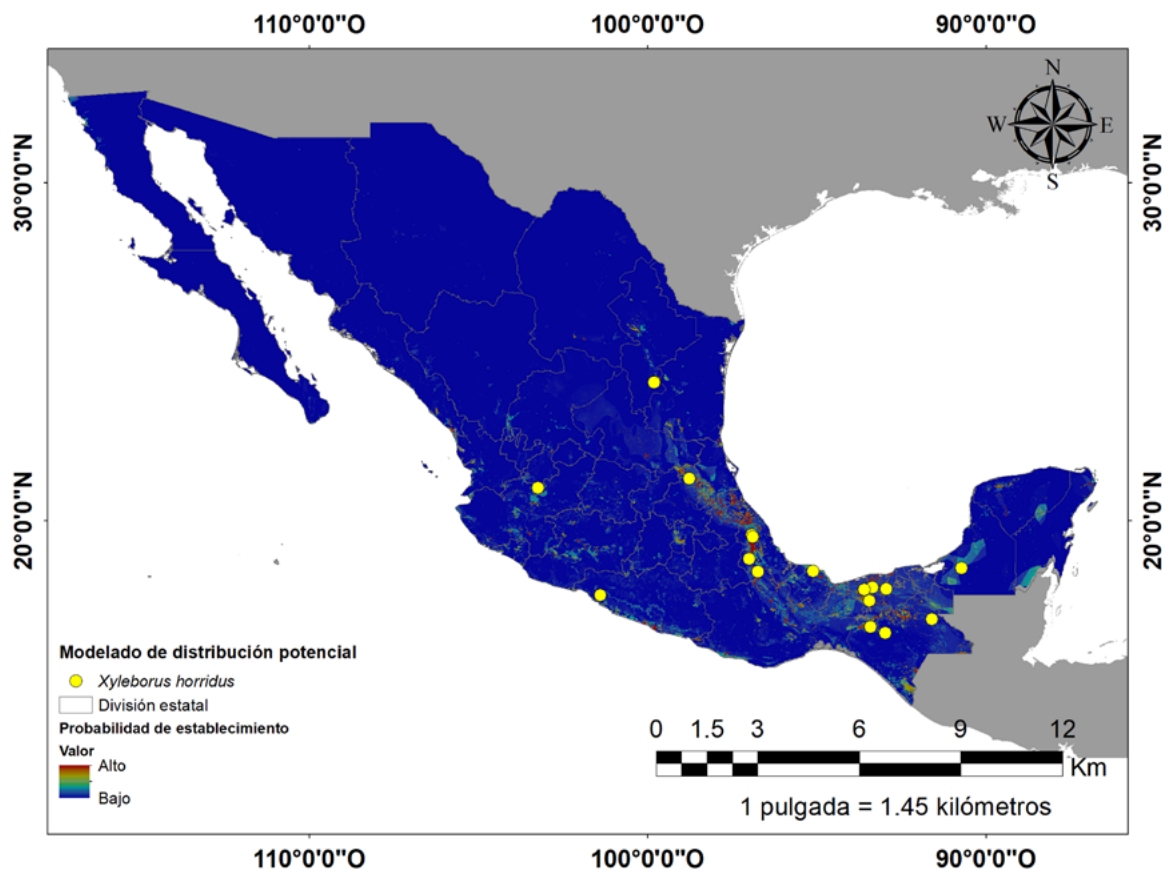 110°0'0"O 100°0'0"O 90°0'0"O
N
W E
S
30°0'0"N 30°0'0"N
20°0'0"N 20°0'0"N
Modelado de distribución potencial
Xyleborus horridus
División estatal
Probabilidad de establecimiento
Valor
Alto
Bajo
0 1.5 3 6 9 12
Km
1 pulgada = 1.45 kilómetros
110°0'0"O 100°0'0"O 90°0'0"O